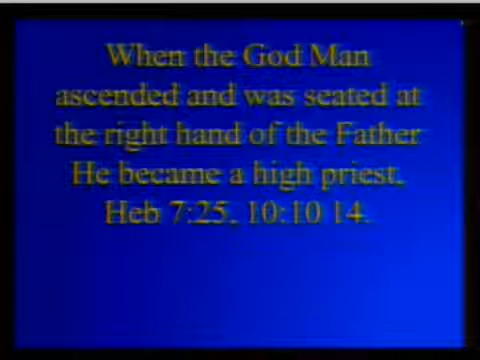 When the God Man
ascended and was seated at
the right hand of the Father
He became a high priest,
Heb 7:25, 10:10 14.